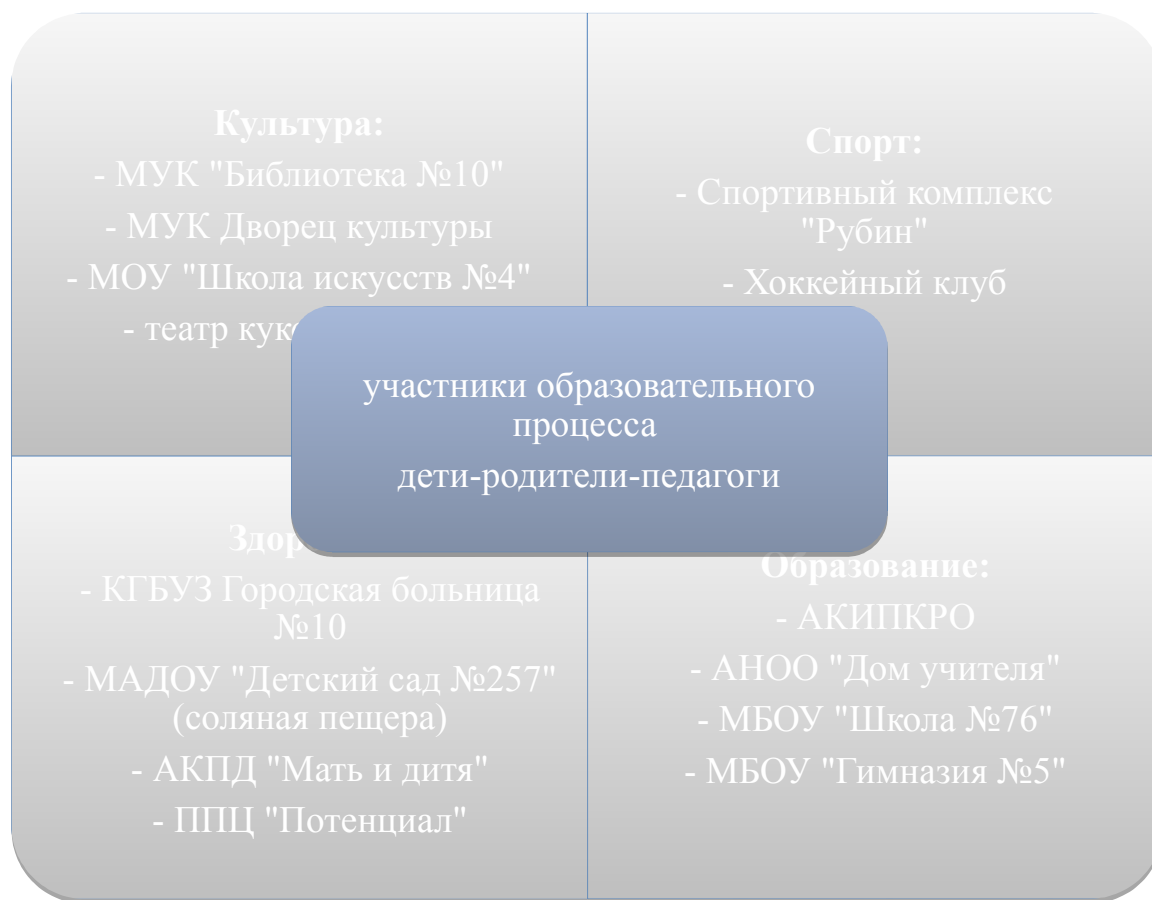 Культура:
- МУК "Библиотека №10"
- МУК Дворец культуры
- МОУ "Школа искусств №4"
- театр
Спорт:
- Спортивный комплекс
"Рубин"
- Хоккейный клуб
участники образовательного
процесса
дети-родители-педагоги
- КГБУЗ Городская больница
№10
- МАДОУ "Детский сад №257"
(соляная пещера)
- АКПД "Мать и дитя"
- ППЦ "Потенциал"
Образование:
- АКИПКРО
- АНОО "Дом учителя"
- МБОУ "Школа №76"
- МБОУ "Гимназия №5"